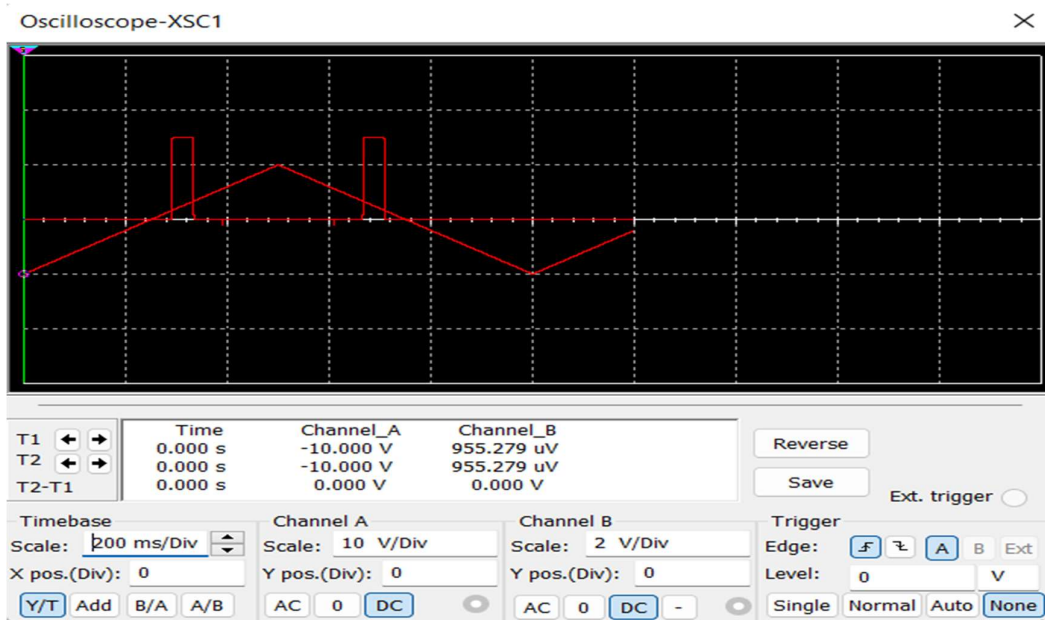 Oscilloscope-XSC1
Time Channel_A Channel_B
T1 0.000 s -10.000 V 955.279 uV
T2 0.000 s -10.000 V 955.279 uV
T2-T1 0.000 s 0.000 V 0.000 V
Reverse
Save
Ext. trigger
Timebase
Scale: 200 ms/Div
X pos.(Div): 0
Y/T Add B/A A/B
Channel A
Scale: 10 V/Div
Y pos.(Div): 0
AC 0 DC
Channel B
Scale: 2 V/Div
Y pos.(Div): 0
AC 0 DC -
Trigger
Edge: A B Ext
Level: 0 V
Single Normal Auto None